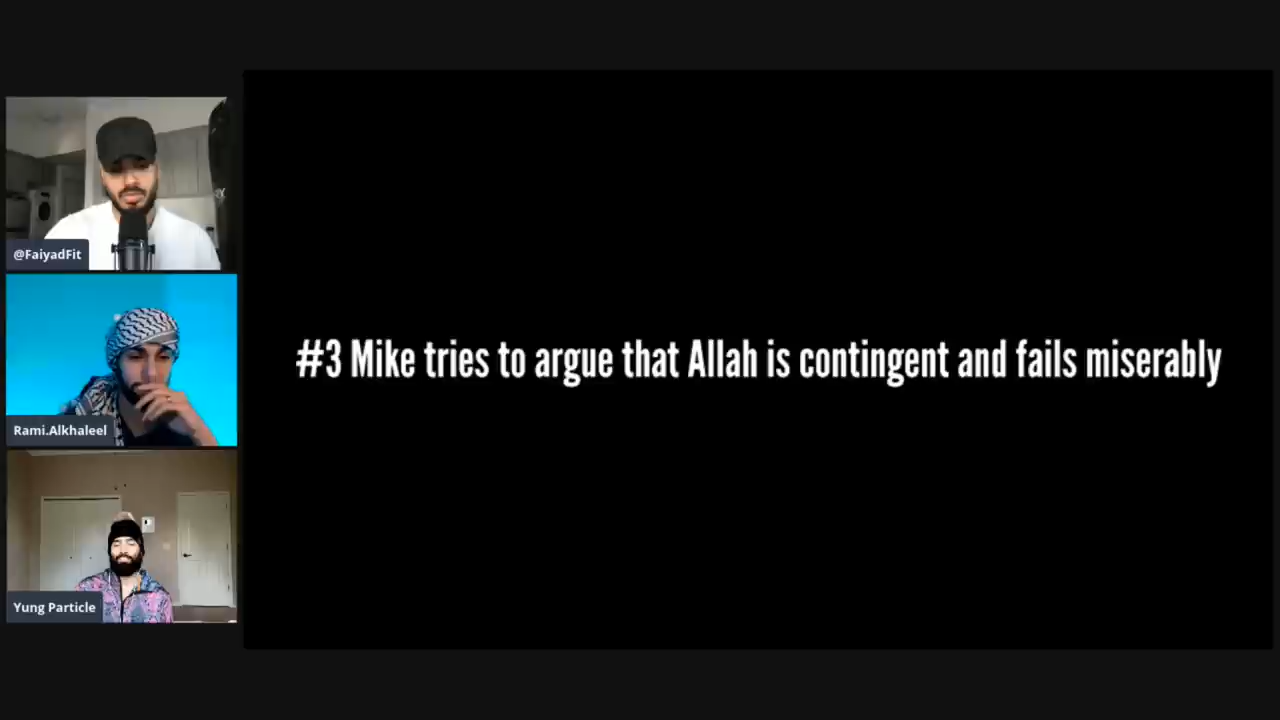 @FaiyadFit
Rami.Alkhaleel
Yung Particle
#3 Mike tries to argue that Allah is contingent and fails miserably